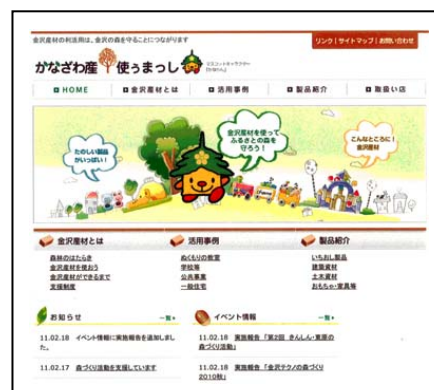 金沢産材の利活用は、金沢の森を守ることにつながります
リンク | サイトマップ | お問い合わせ
かなざわ産 使うまっし
マスコットキャラクター
HOME
金沢産材とは
活用事例
製品紹介
取扱い店
たのしい製品
がいっぱい!
金沢産材を使って
ふるさとの森を
守ろう!
こんなところに!
金沢産材
金沢産材とは
森林のはたらき
金沢産材を使おう
金沢産材ができるまで
支援制度
活用事例
ぬくもりの教室
学校等
公共事業
一般住宅
製品紹介
いちおし製品
建築資材
土木資材
おもちゃ・家具等
お知らせ
一覧
11.02.18 イベント情報に実施報告を追加しまし
た。
11.02.17 森づくり活動を支援しています
イベント情報
一覧
11.02.18 実施報告「第2回 きんしん・東原の
森づくり活動」
11.02.18 実施報告「金沢テクノの森づくり
2010秋」